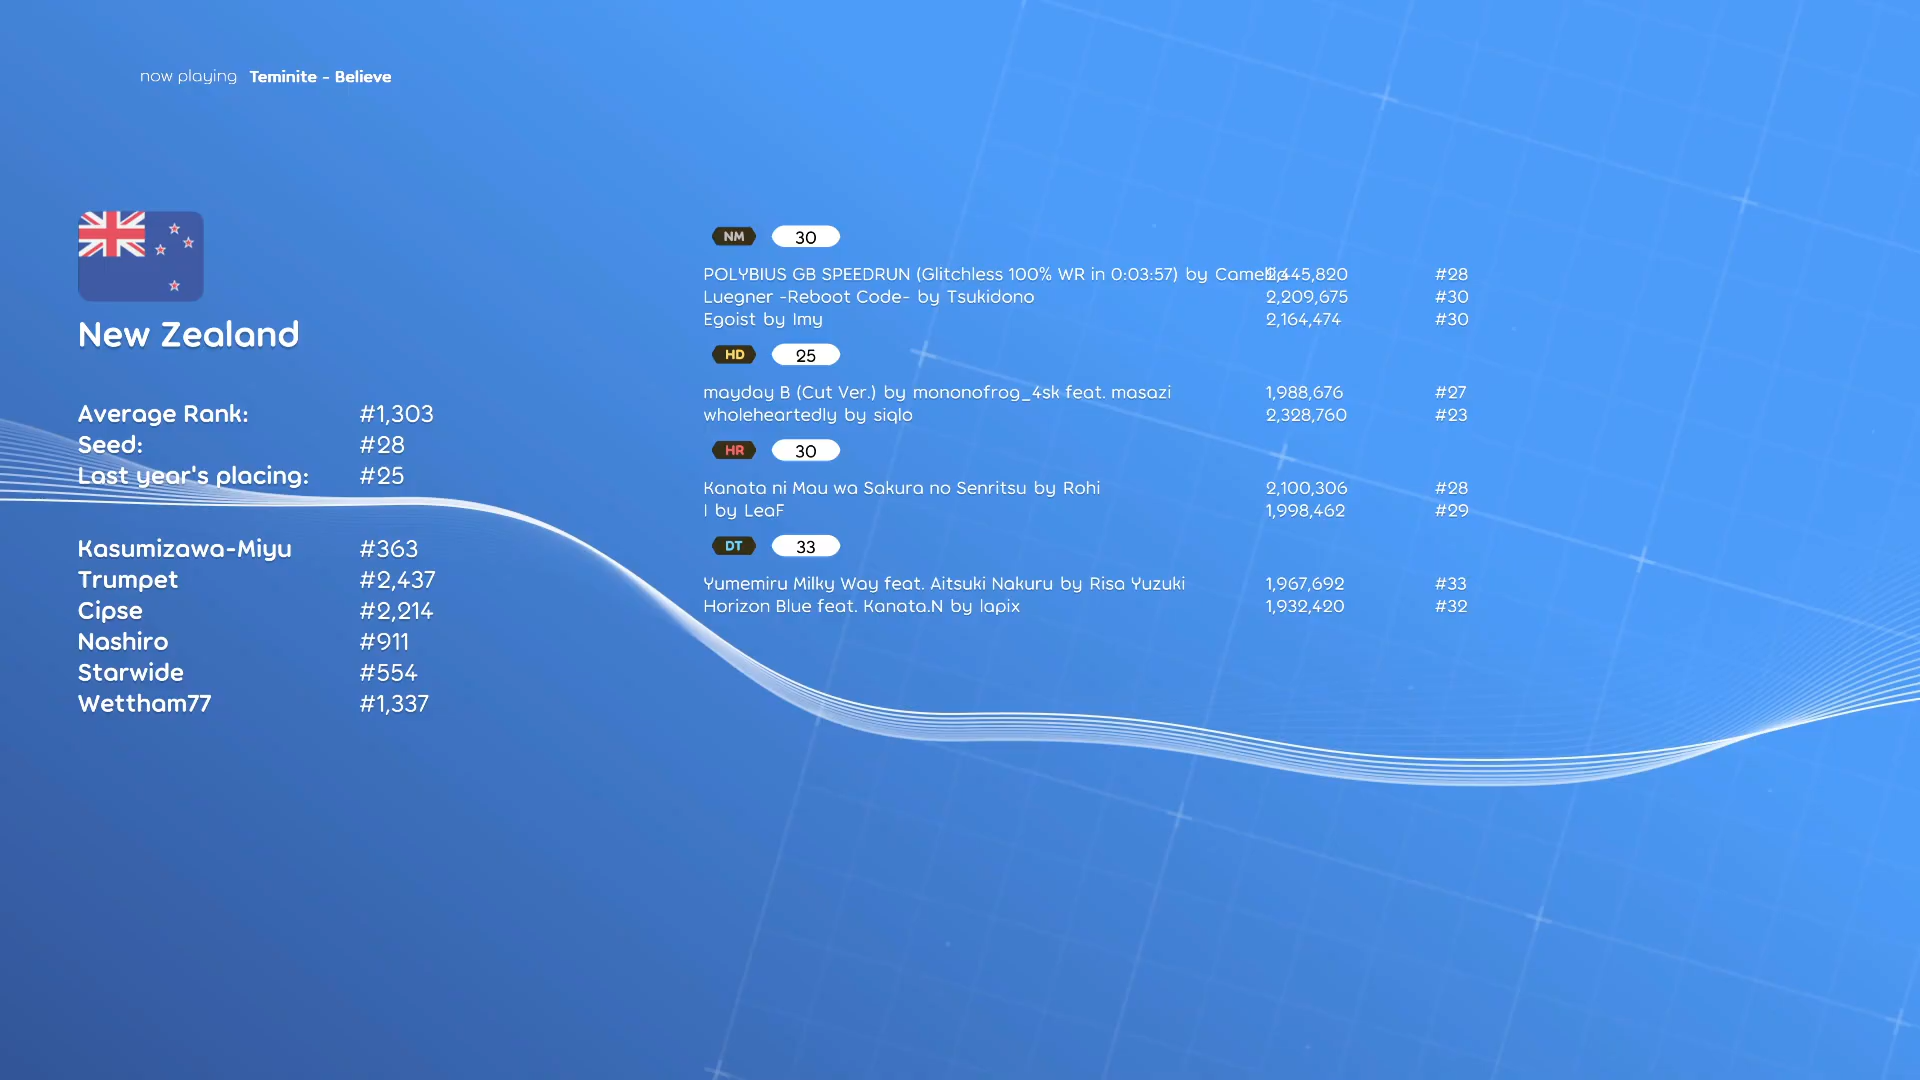 now playing Teminite - Believe
New Zealand
Average Rank: #1,303
Seed: #28
Last year's placing: #25
Kasumizawa-Miyu #363
Trumpet #2,437
Cipse #2,214
Nashiro #911
Starwide #554
Wettham77 #1,337
NM 30
POLYBIUS GB SPEEDRUN (Glitchless 100% WR in 0:03:57) by Camellia 2,445,820 #28
Luegner -Reboot Code- by Tsukidono 2,209,675 #30
Egoist by Imy 2,164,474 #30
HD 25
mayday B (Cut Ver.) by mononofrog_4sk feat. masazi 1,988,676 #27
wholeheartedly by siqlo 2,328,760 #23
HR 30
Kanata ni Mau wa Sakura no Senritsu by Rohi 2,100,306 #28
I by LeaF 1,998,462 #29
DT 33
Yumemiru Milky Way feat. Aitsuki Nakuru by Risa Yuzuki 1,967,692 #33
Horizon Blue feat. Kanata.N by lapix 1,932,420 #32